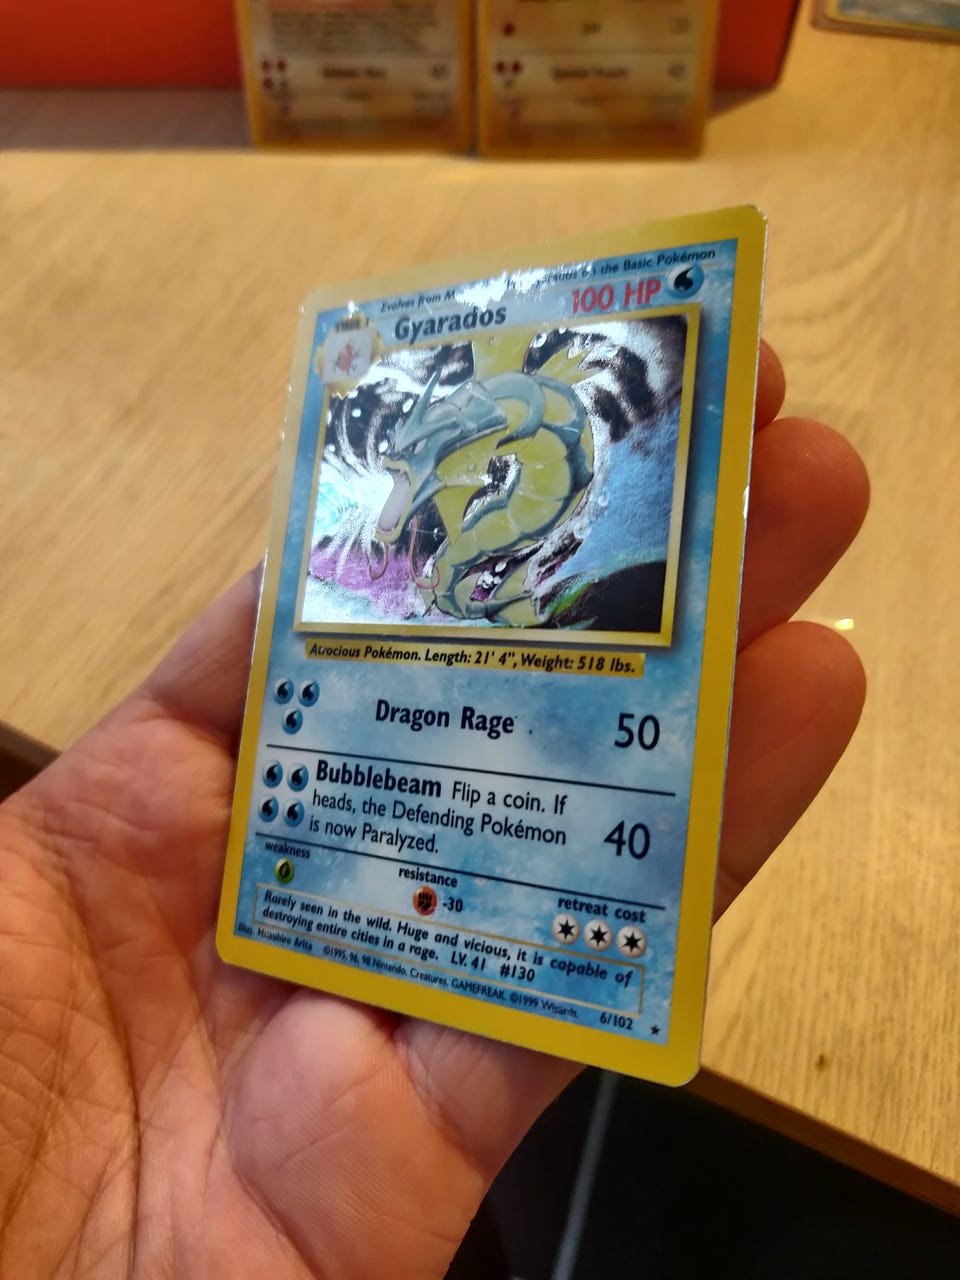 Evolves from M on the Basic Pokémon
STAGE 1
Gyarados
100 HP
Atrocious Pokémon. Length: 21' 4", Weight: 518 lbs.
Dragon Rage 50
Bubblebeam Flip a coin. If
heads, the Defending Pokémon
is now Paralyzed.
40
weakness
resistance
-30
retreat cost
Rarely seen in the wild. Huge and vicious, it is capable of
destroying entire cities in a rage. LV. 41 #130
Illus. Mitsuhiro Arita ©1995, 96, 98 Nintendo, Creatures, GAMEFREAK. ©1999 Wizards. 6/102 ★